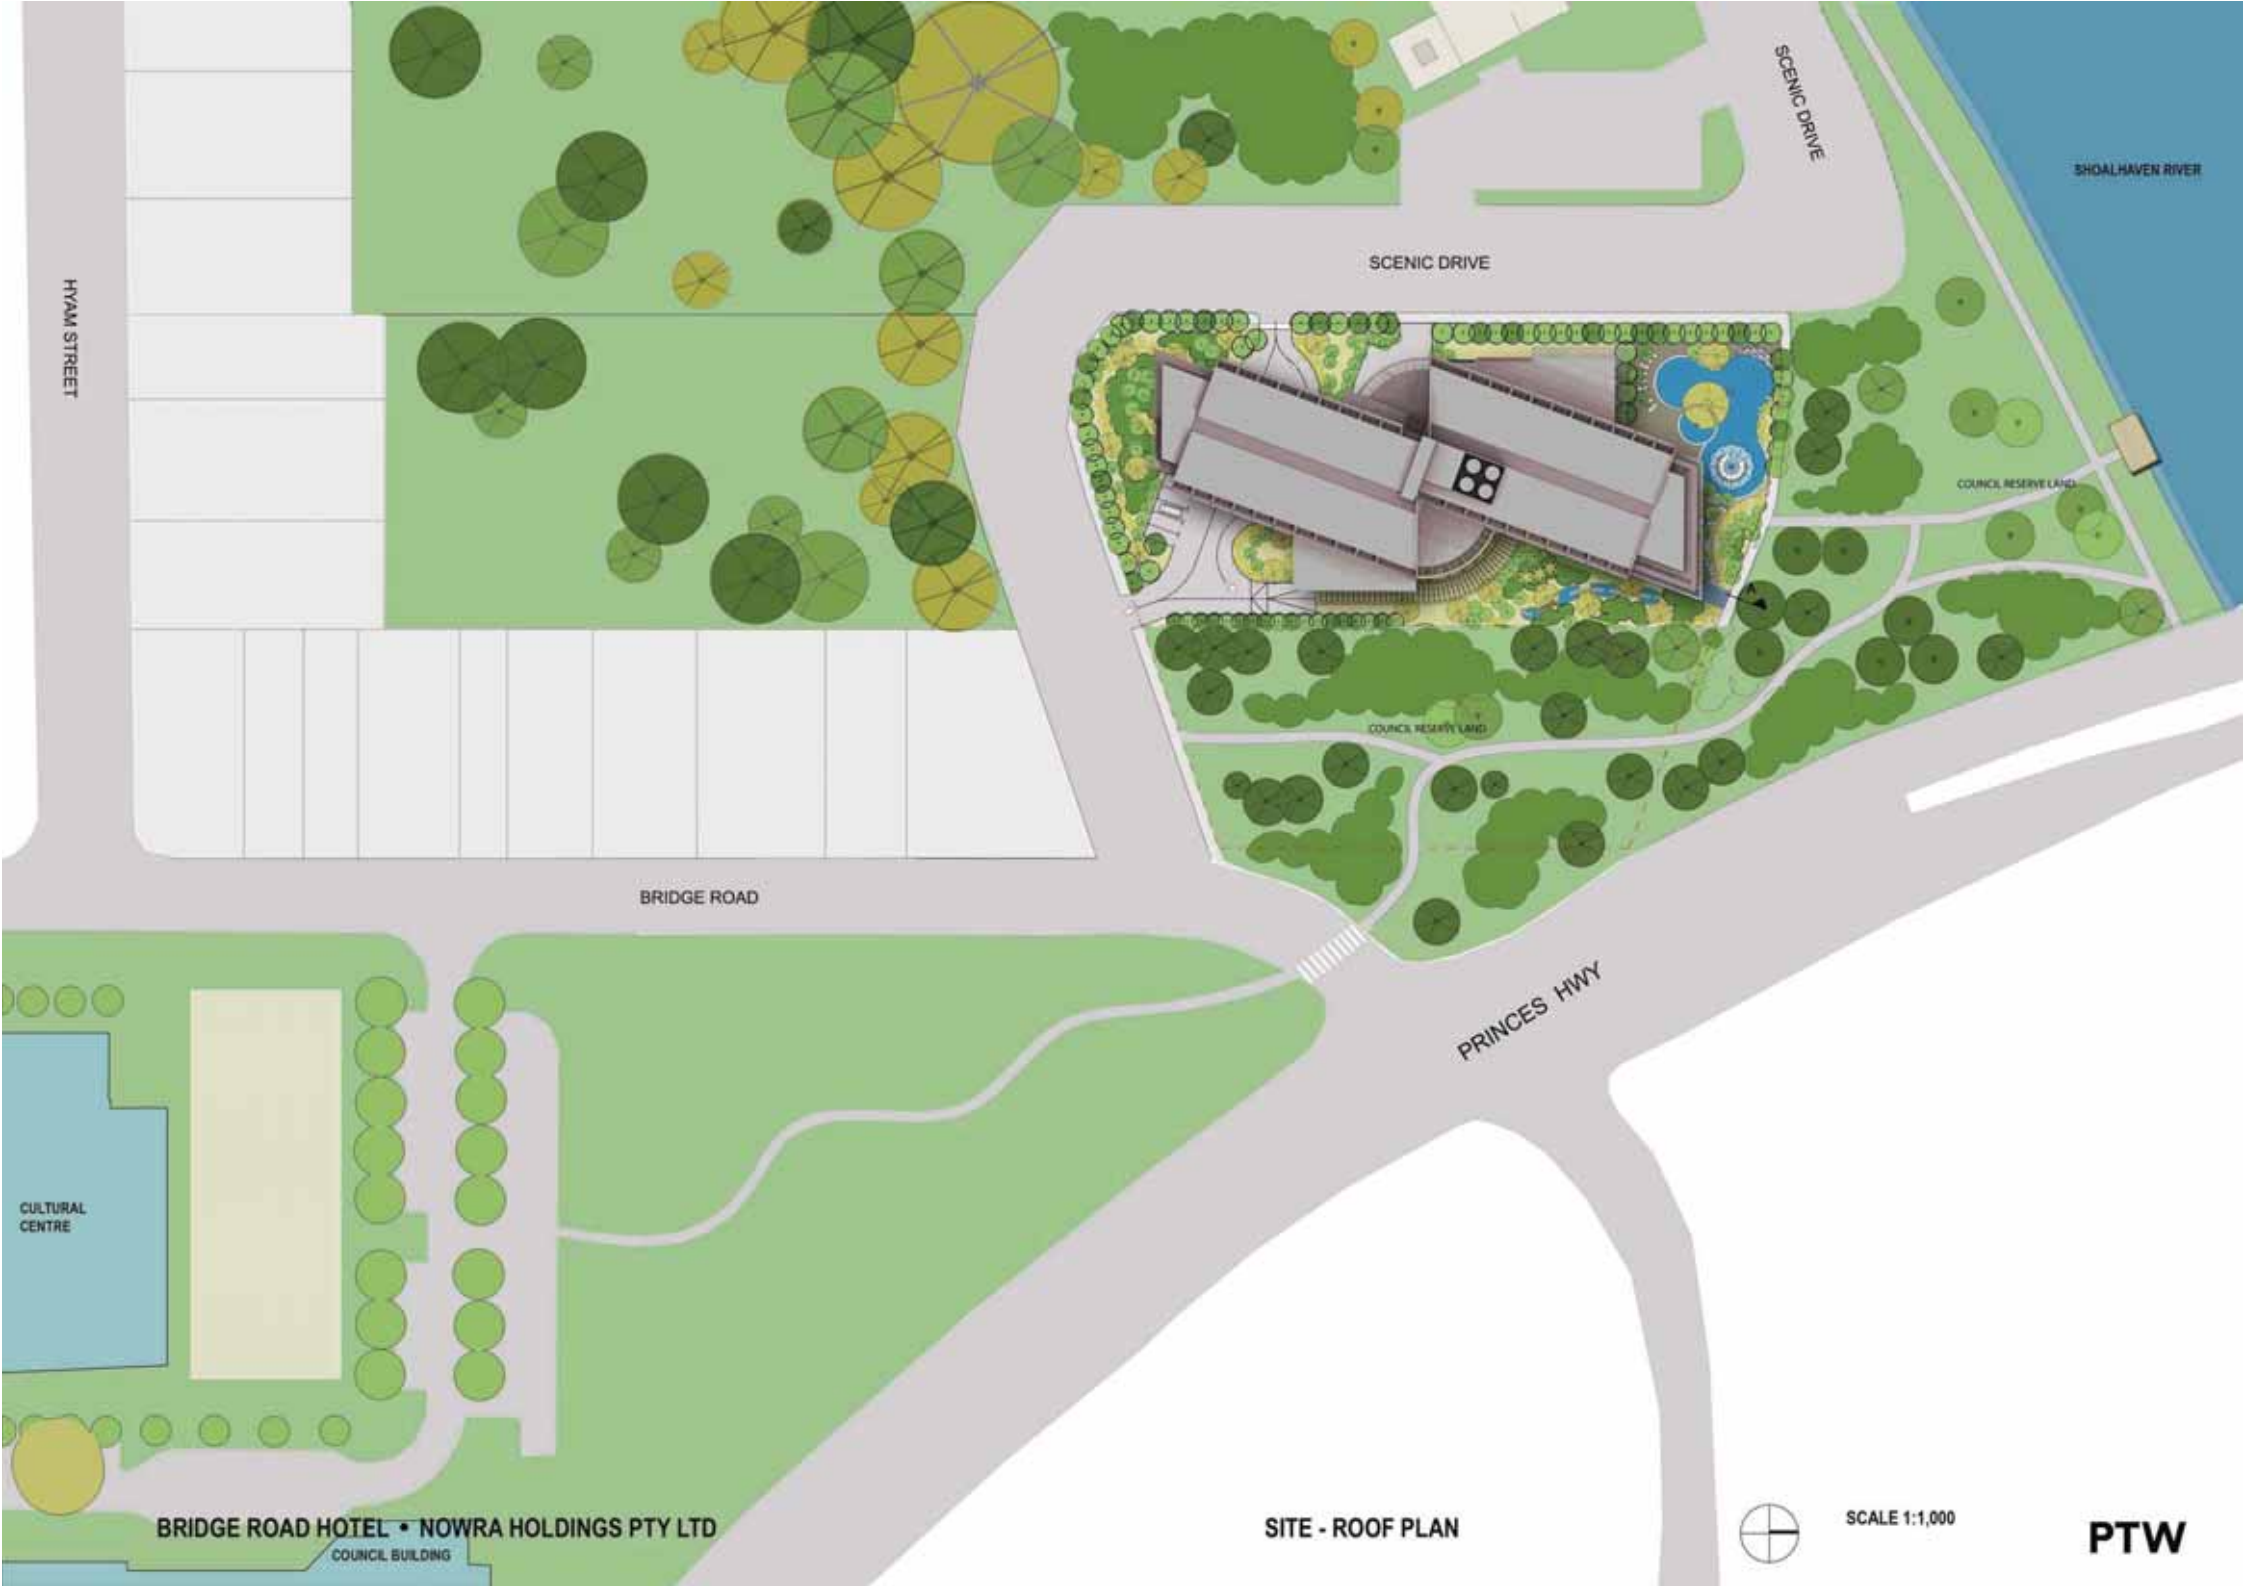 SCENIC DRIVE
SHOALHAVEN RIVER
SCENIC DRIVE
HYAM STREET
COUNCIL RESERVE LAND
COUNCIL RESERVE LAND
BRIDGE ROAD
PRINCES HWY
CULTURAL
CENTRE
BRIDGE ROAD HOTEL • NOWRA HOLDINGS PTY LTD
COUNCIL BUILDING
SITE - ROOF PLAN
SCALE 1:1,000
PTW